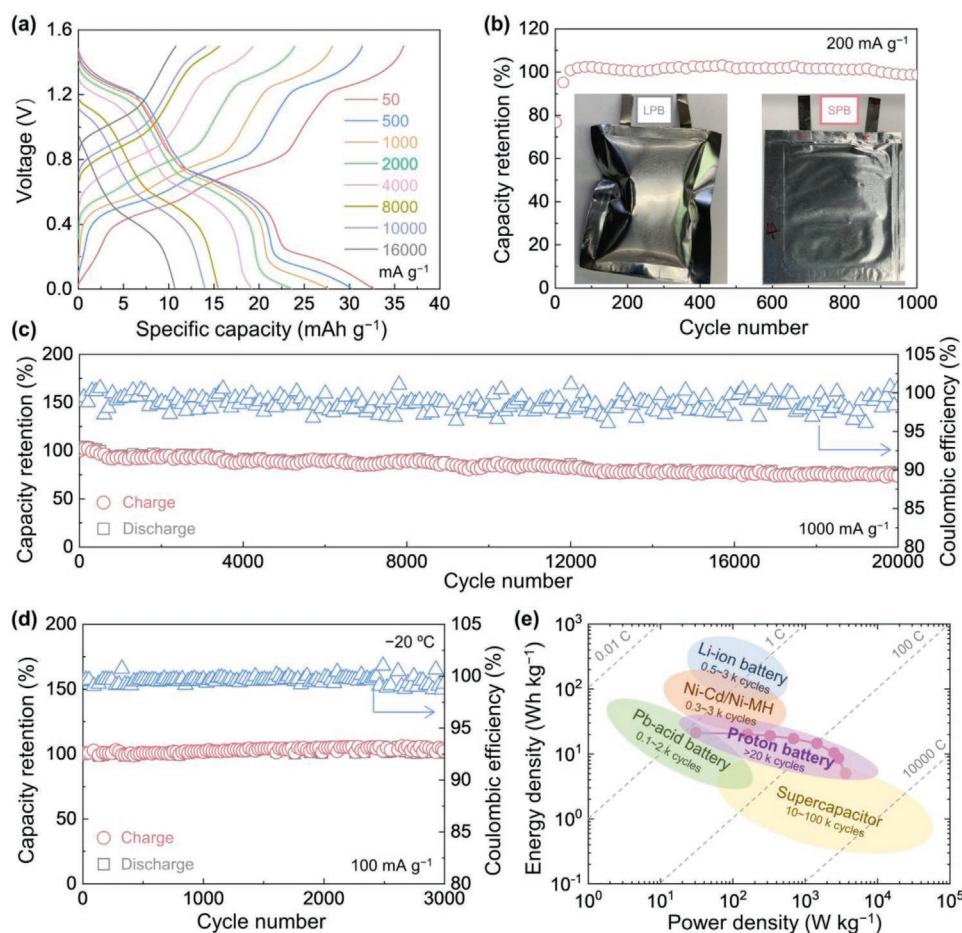 (a)
1.6
1.2
0.8
0.4
0.0
Voltage (V)
50
500
1000
2000
4000
8000
10000
16000
mA g⁻¹
0 5 10 15 20 25 30 35 40
Specific capacity (mAh g⁻¹)
(b)
200 mA g⁻¹
120
100
80
60
40
20
0
Capacity retention (%)
LPB
SPB
0 200 400 600 800 1000
Cycle number
(c)
200
150
100
50
0
Capacity retention (%)
105
100
95
90
85
80
Coulombic efficiency (%)
Charge
Discharge
1000 mA g⁻¹
0 4000 8000 12000 16000 20000
Cycle number
(d)
200
150
100
50
0
Capacity retention (%)
−20 ºC
105
100
95
90
85
80
Coulombic efficiency (%)
Charge
Discharge
100 mA g⁻¹
0 1000 2000 3000
Cycle number
(e)
10³
10²
10¹
10⁰
10⁻¹
Energy density (Wh kg⁻¹)
0.01 C
1 C
100 C
10000 C
Li-ion battery
0.5~3 k cycles
Ni-Cd/Ni-MH
0.3~3 k cycles
Pb-acid battery
0.1~2 k cycles
Proton battery
>20 k cycles
Supercapacitor
10~100 k cycles
10⁰ 10¹ 10² 10³ 10⁴ 10⁵
Power density (W kg⁻¹)